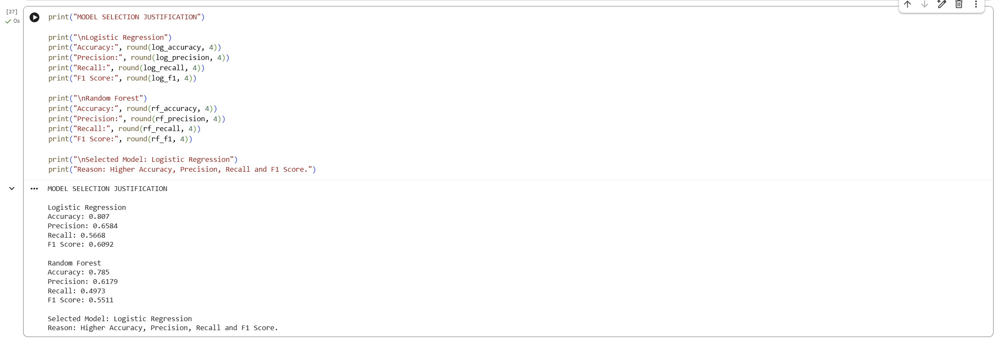 [27]
0s
print("MODEL SELECTION JUSTIFICATION")
print("\nLogistic Regression")
print("Accuracy:", round(log_accuracy, 4))
print("Precision:", round(log_precision, 4))
print("Recall:", round(log_recall, 4))
print("F1 Score:", round(log_f1, 4))
print("\nRandom Forest")
print("Accuracy:", round(rf_accuracy, 4))
print("Precision:", round(rf_precision, 4))
print("Recall:", round(rf_recall, 4))
print("F1 Score:", round(rf_f1, 4))
print("\nSelected Model: Logistic Regression")
print("Reason: Higher Accuracy, Precision, Recall and F1 Score.")
MODEL SELECTION JUSTIFICATION
Logistic Regression
Accuracy: 0.807
Precision: 0.6584
Recall: 0.5668
F1 Score: 0.6092
Random Forest
Accuracy: 0.785
Precision: 0.6179
Recall: 0.4973
F1 Score: 0.5511
Selected Model: Logistic Regression
Reason: Higher Accuracy, Precision, Recall and F1 Score.